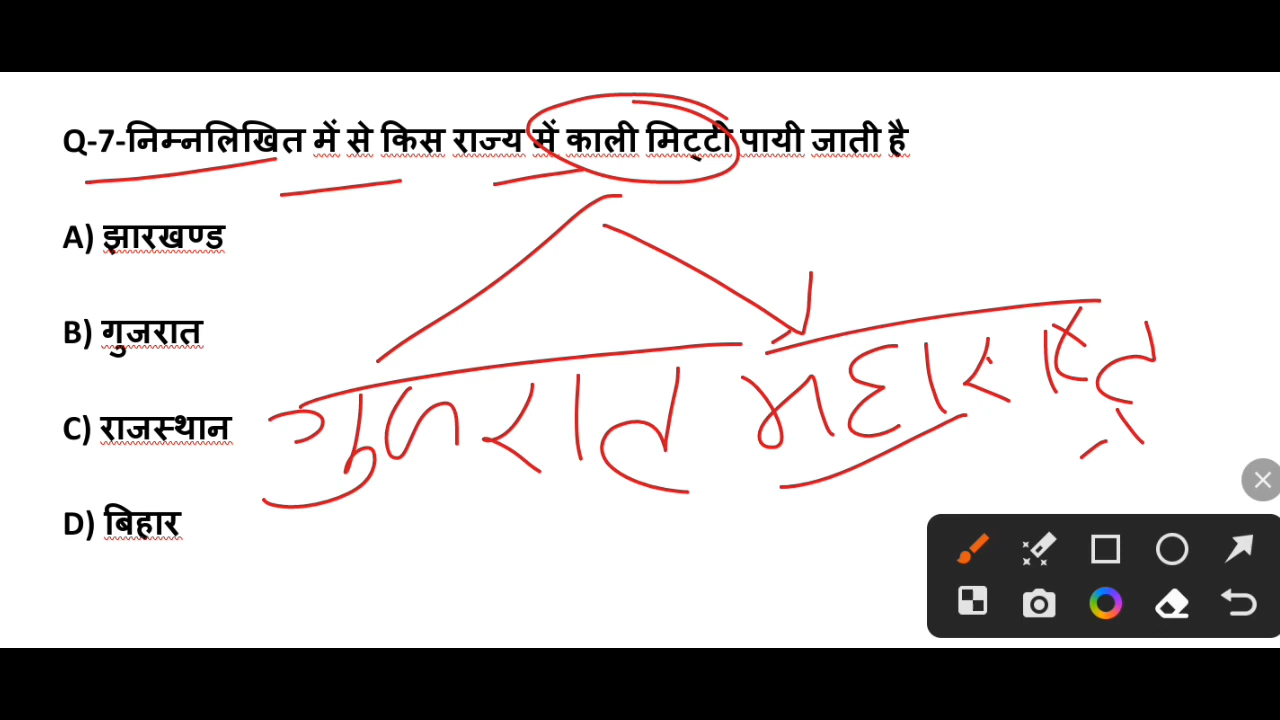 Q-7-निम्नलिखित में से किस राज्य में काली मिट्टी पायी जाती है
A) झारखण्ड
B) गुजरात
C) राजस्थान
D) बिहार
गुजरात महाराष्ट्र